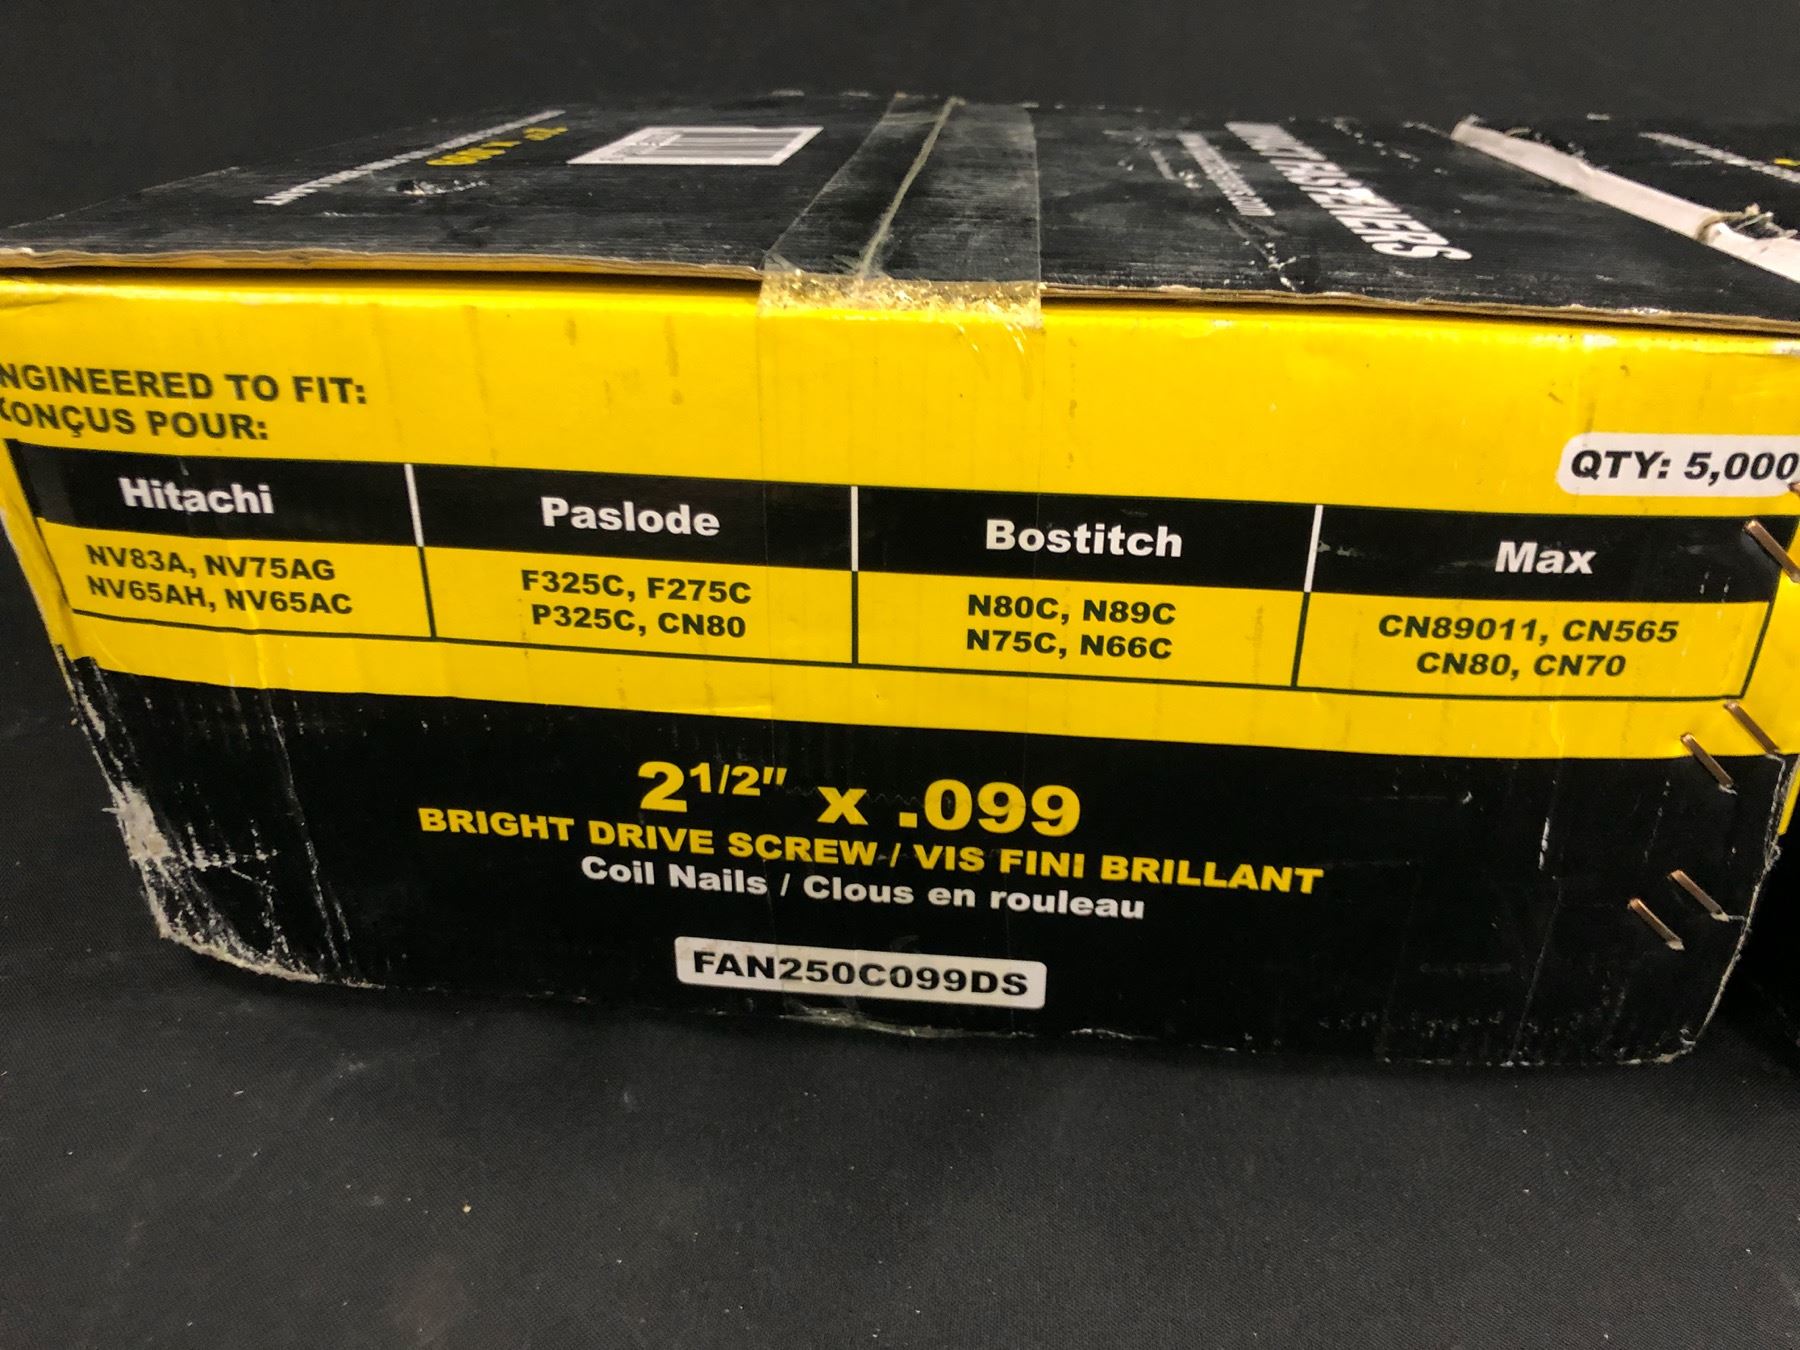 FASTENERS
NGINEERED TO FIT:
CONÇUS POUR:
QTY: 5,000
Hitachi Paslode Bostitch Max
NV83A, NV75AG F325C, F275C N80C, N89C CN89011, CN565
NV65AH, NV65AC P325C, CN80 N75C, N66C CN80, CN70
2 1/2" x .099
BRIGHT DRIVE SCREW / VIS FINI BRILLANT
Coil Nails / Clous en rouleau
FAN250C099DS